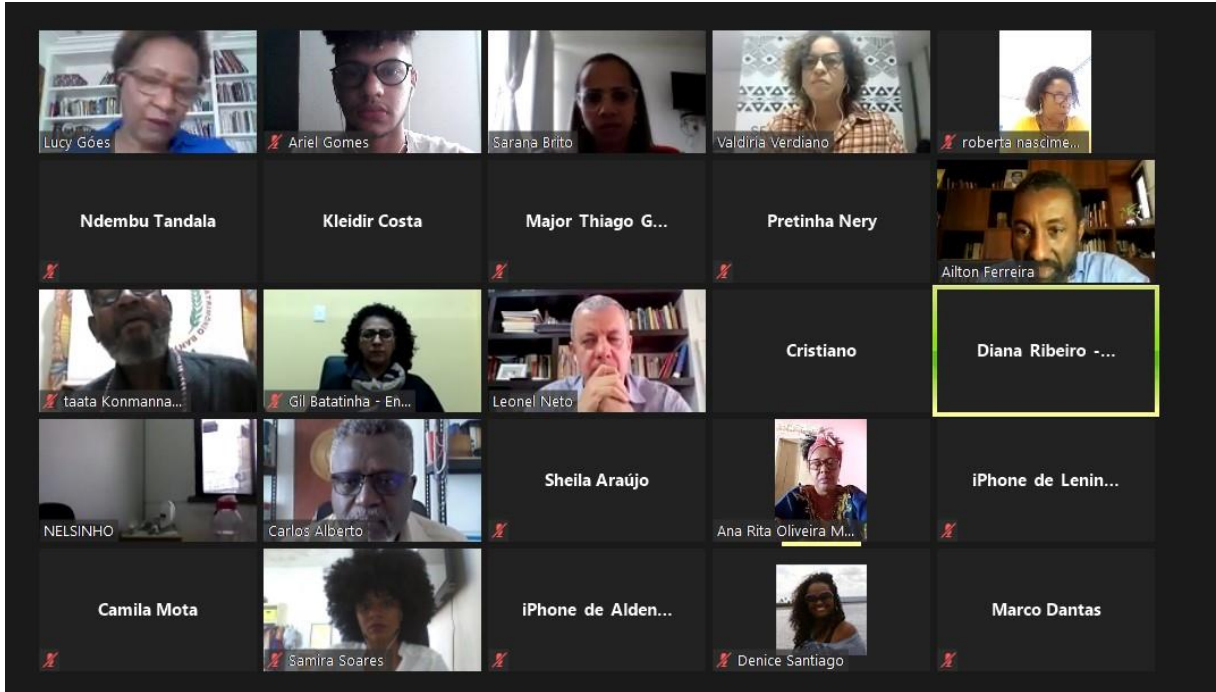 Lucy Góes
Ariel Gomes
Sarana Brito
Valdiria Verdiano
roberta nascime...
Ndembu Tandala
Kleidir Costa
Major Thiago G...
Pretinha Nery
Ailton Ferreira
taata Konmanna...
Gil Batatinha - En...
Leonel Neto
Cristiano
Diana Ribeiro -...
NELSINHO
Carlos Alberto
Sheila Araújo
Ana Rita Oliveira M...
iPhone de Lenin...
Camila Mota
Samira Soares
iPhone de Alden...
Denice Santiago
Marco Dantas